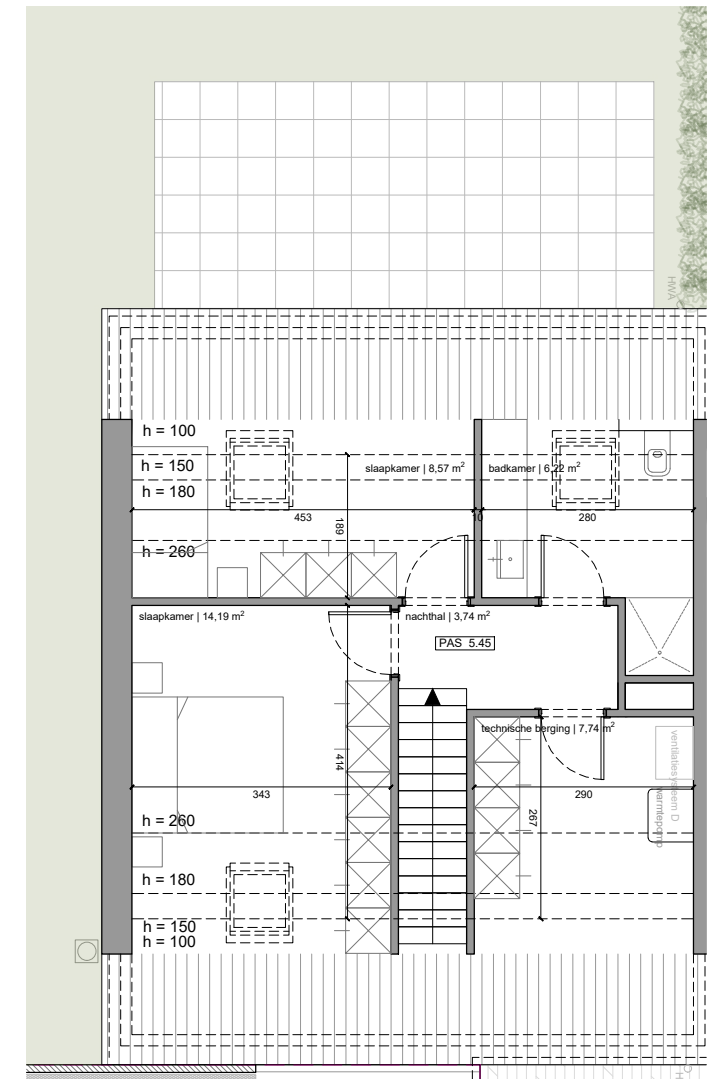 HWA
h = 100
h = 150
slaapkamer | 8,57 m²
badkamer | 6,22 m²
h = 180
453
189
10
280
h = 260
slaapkamer | 14,19 m²
nachthal | 3,74 m²
PAS 5.45
technische berging | 7,74 m²
ventilatiesysteem D
warmtepomp
414
343
290
267
h = 260
h = 180
h = 150
h = 100